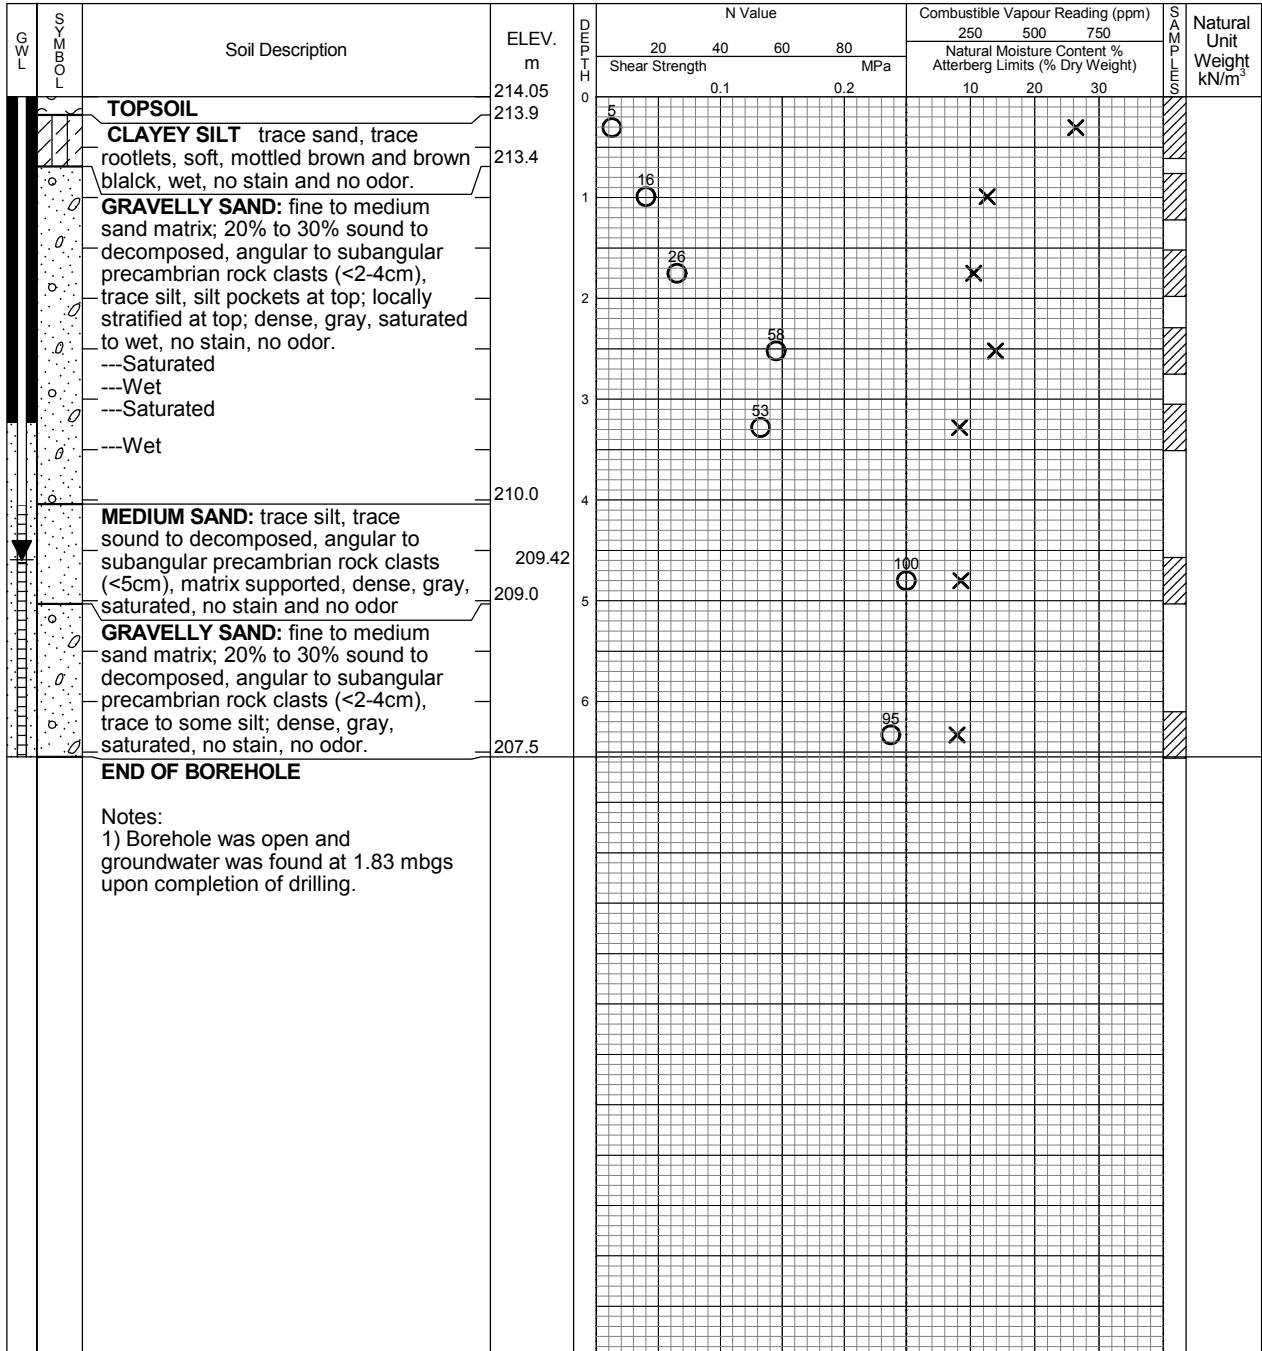 GWL
SYMBOL
Soil Description
ELEV.
m
DEPTH
N Value
20 40 60 80
Shear Strength MPa
0.1 0.2
Combustible Vapour Reading (ppm)
250 500 750
Natural Moisture Content %
Atterberg Limits (% Dry Weight)
10 20 30
SAMPLES
Natural
Unit
Weight
kN/m³
214.05
0
TOPSOIL
213.9
CLAYEY SILT trace sand, trace
rootlets, soft, mottled brown and brown
213.4
blalck, wet, no stain and no odor.
GRAVELLY SAND: fine to medium
sand matrix; 20% to 30% sound to
decomposed, angular to subangular
precambrian rock clasts (<2-4cm),
trace silt, silt pockets at top; locally
stratified at top; dense, gray, saturated
to wet, no stain, no odor.
---Saturated
---Wet
---Saturated
---Wet
210.0
MEDIUM SAND: trace silt, trace
sound to decomposed, angular to
subangular precambrian rock clasts
209.42
(<5cm), matrix supported, dense, gray,
209.0
saturated, no stain and no odor
GRAVELLY SAND: fine to medium
sand matrix; 20% to 30% sound to
decomposed, angular to subangular
precambrian rock clasts (<2-4cm),
trace to some silt; dense, gray,
saturated, no stain, no odor.
207.5
END OF BOREHOLE
Notes:
1) Borehole was open and
groundwater was found at 1.83 mbgs
upon completion of drilling.
1
2
3
4
5
6
5
16
26
58
53
100
95